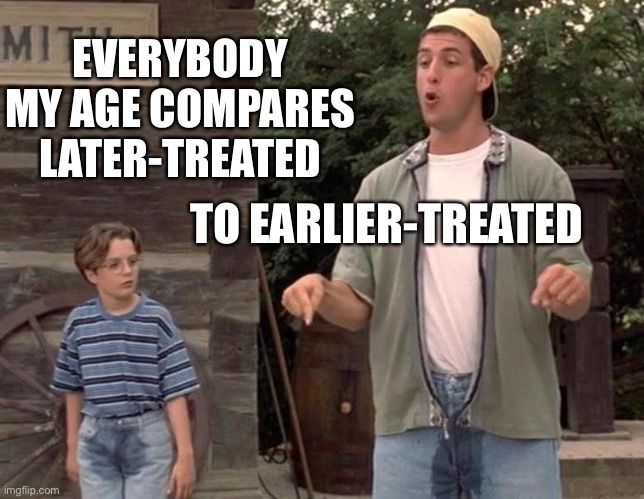 MITH
EVERYBODY
MY AGE COMPARES
LATER-TREATED
TO EARLIER-TREATED
imgflip.com